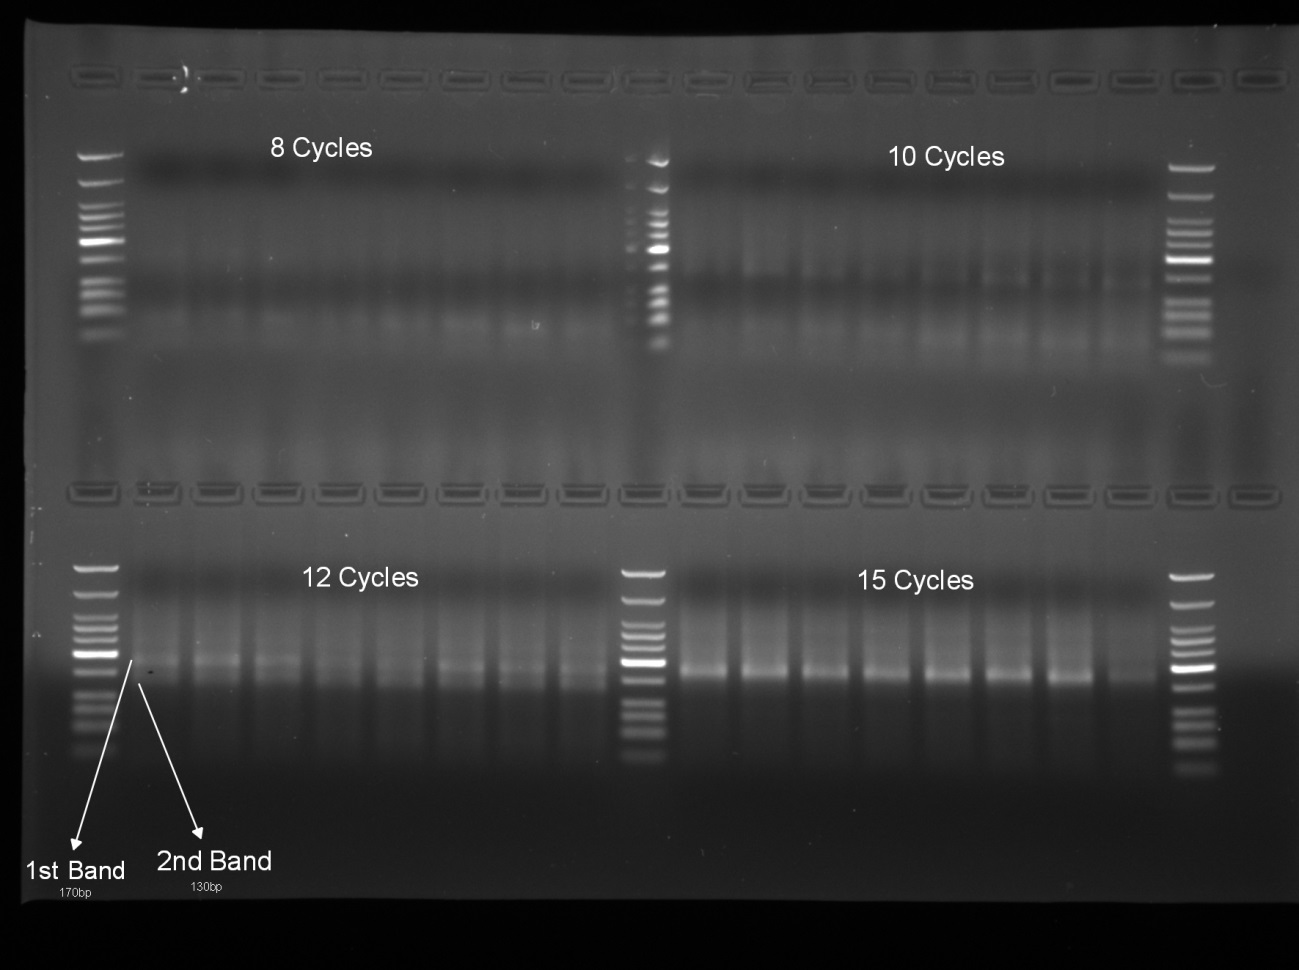 8 Cycles
10 Cycles
12 Cycles
15 Cycles
1st Band
170bp
2nd Band
130bp